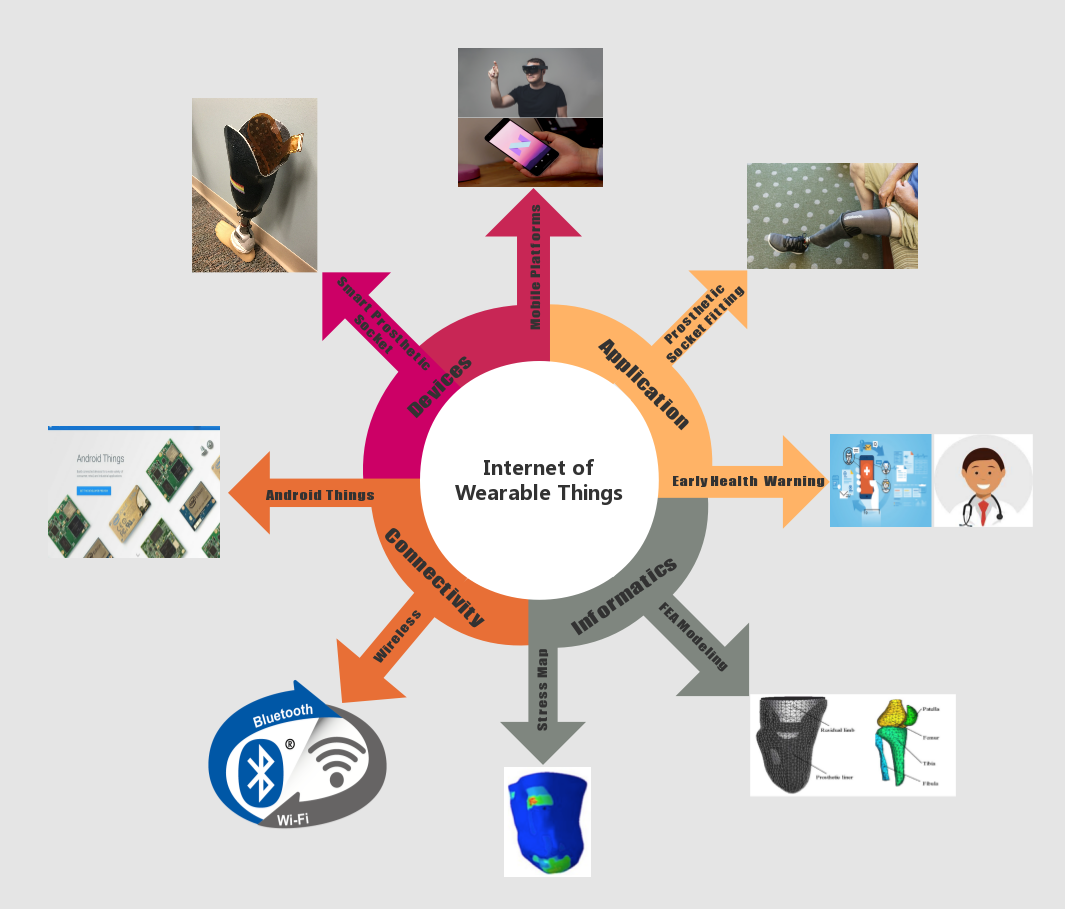 Mobile Platforms
Smart Prosthetic
Socket
Prosthetic
Socket Fitting
Devices
Application
Android Things
Internet of
Wearable Things
Early Health Warning
Android Things
Connectivity
Informatics
Wireless
Stress Map
FEA Modeling
Bluetooth
®
Wi-Fi
Residual limb
Prosthetic liner
Patella
Femur
Tibia
Fibula